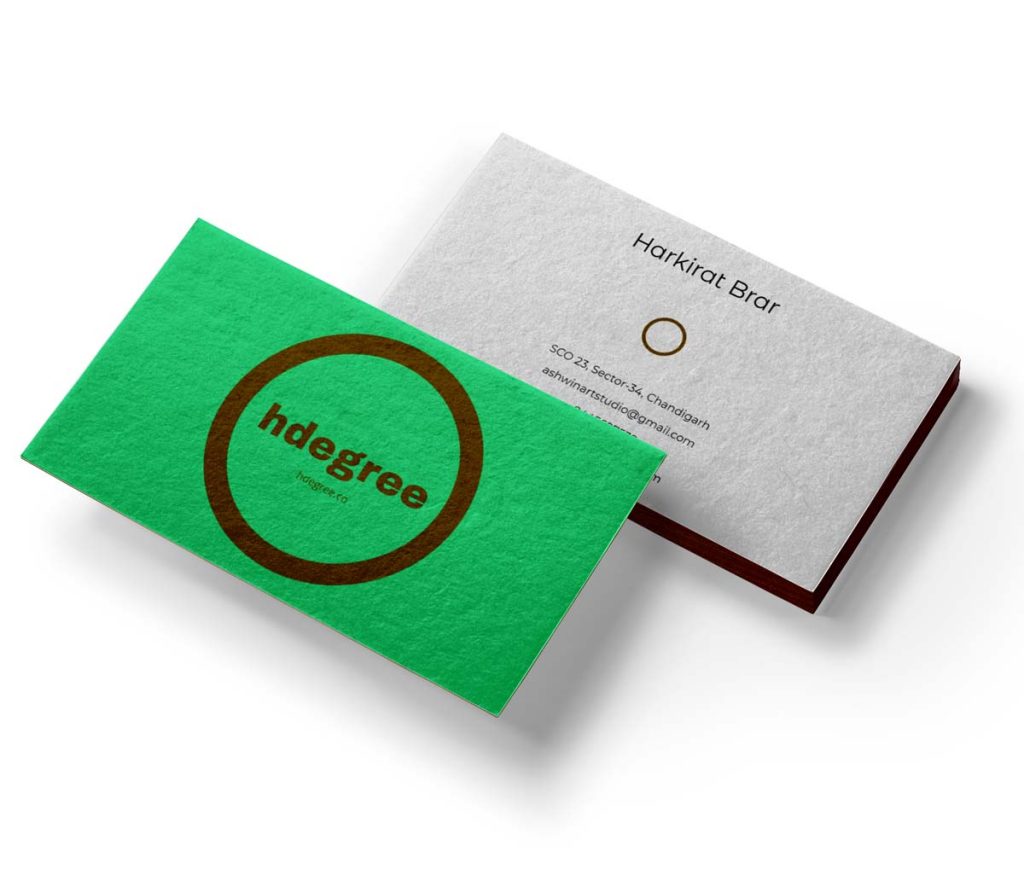 hdegree
hdegree.co
Harkirat Brar
SCO 23, Sector-34, Chandigarh
ashwinartstudio@gmail.com